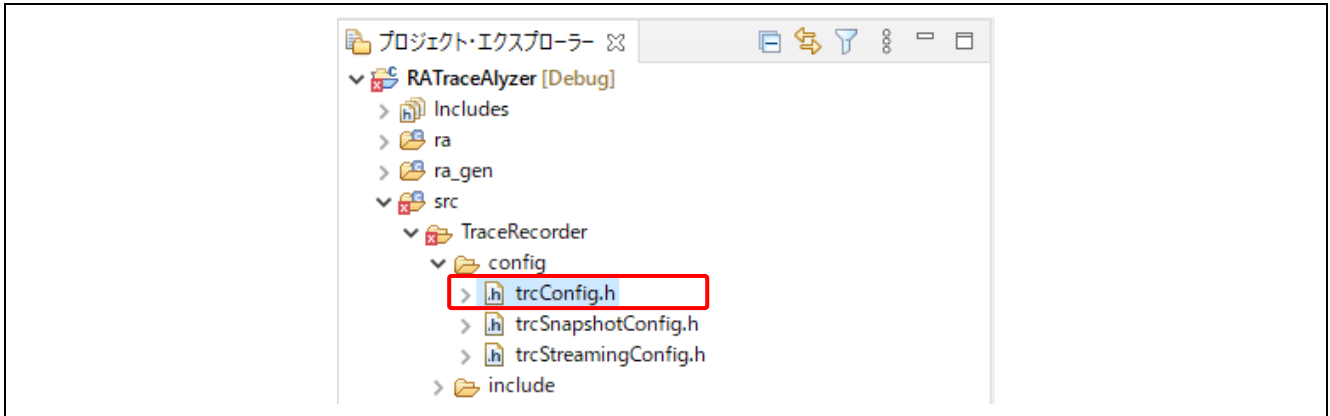 プロジェクト・エクスプローラー
RATraceAlyzer [Debug]
Includes
ra
ra_gen
src
TraceRecorder
config
.h trcConfig.h
.h trcSnapshotConfig.h
.h trcStreamingConfig.h
include